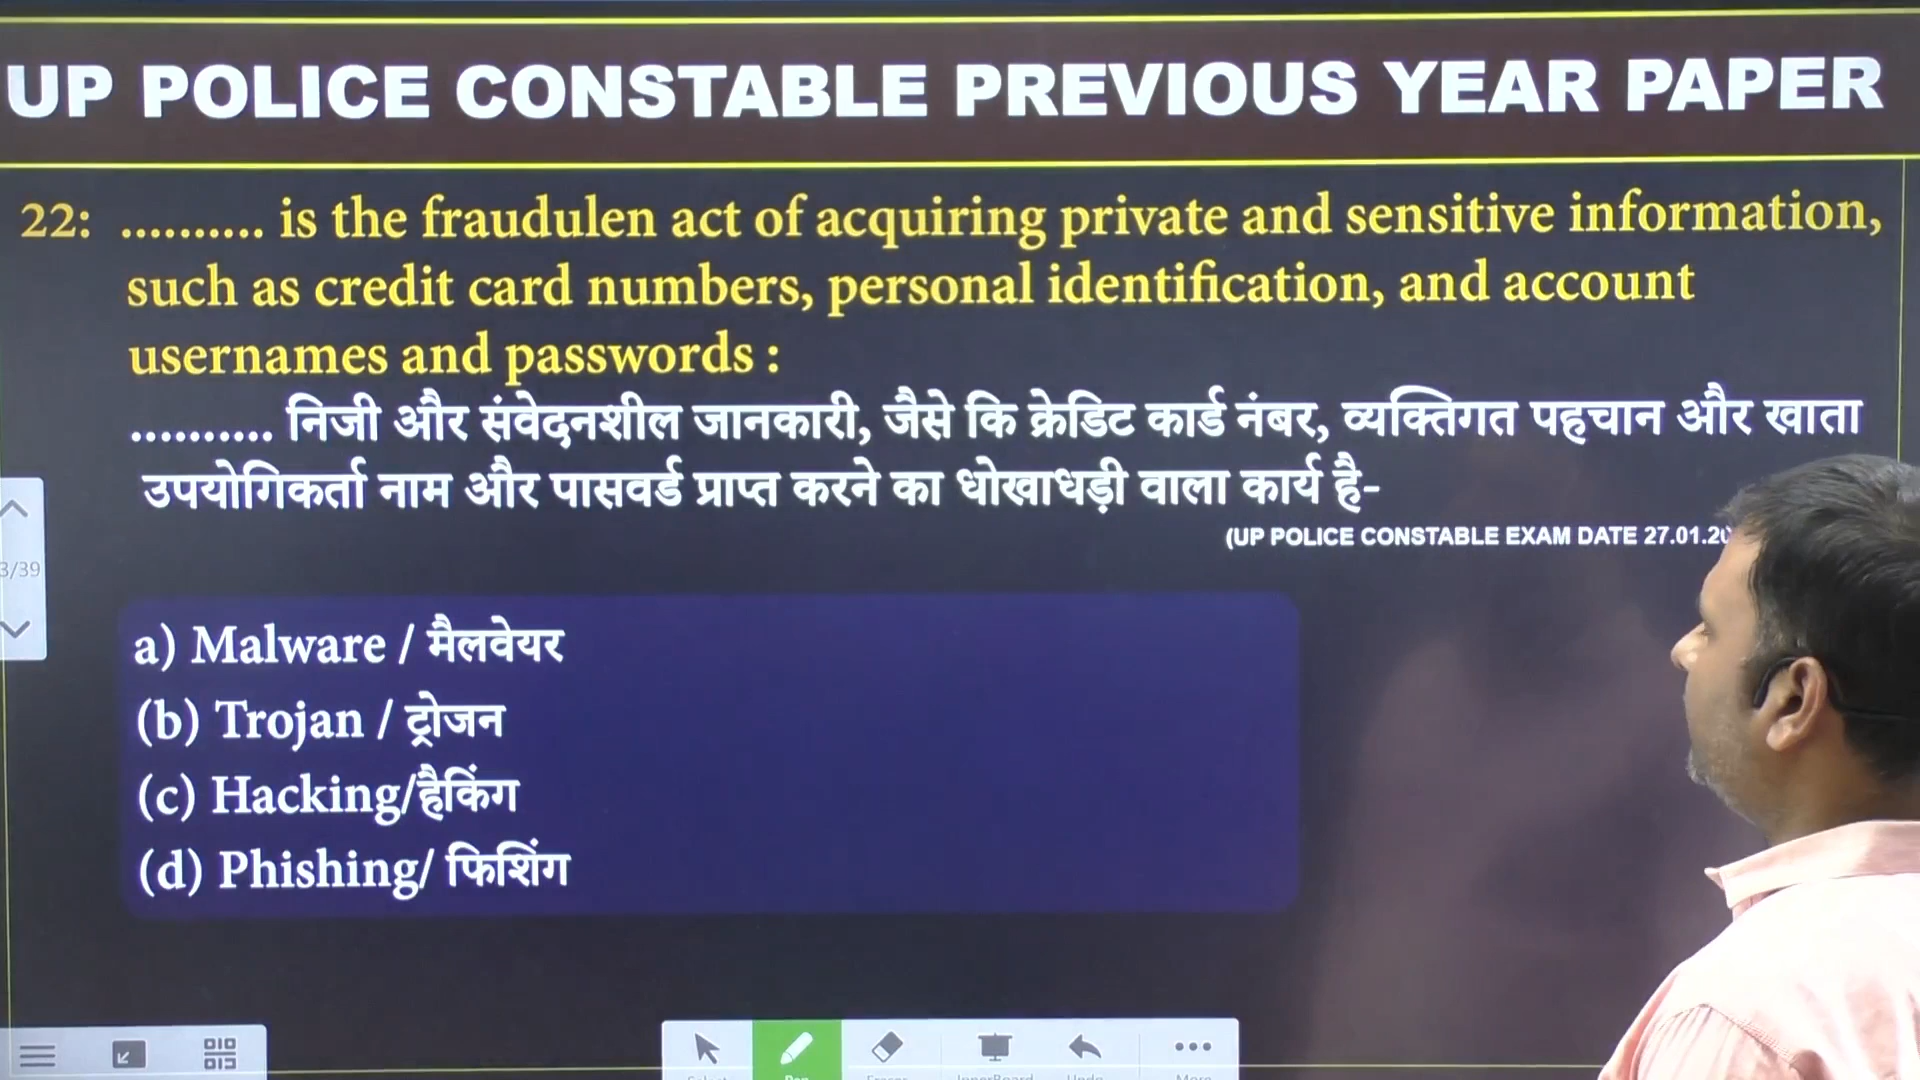 UP POLICE CONSTABLE PREVIOUS YEAR PAPER
22: .......... is the fraudulen act of acquiring private and sensitive information,
such as credit card numbers, personal identification, and account
usernames and passwords :
.......... निजी और संवेदनशील जानकारी, जैसे कि क्रेडिट कार्ड नंबर, व्यक्तिगत पहचान और खाता
उपयोगिकर्ता नाम और पासवर्ड प्राप्त करने का धोखाधड़ी वाला कार्य है-
(UP POLICE CONSTABLE EXAM DATE 27.01.20
3/39
a) Malware / मैलवेयर
(b) Trojan / ट्रोजन
(c) Hacking/हैकिंग
(d) Phishing/ फिशिंग